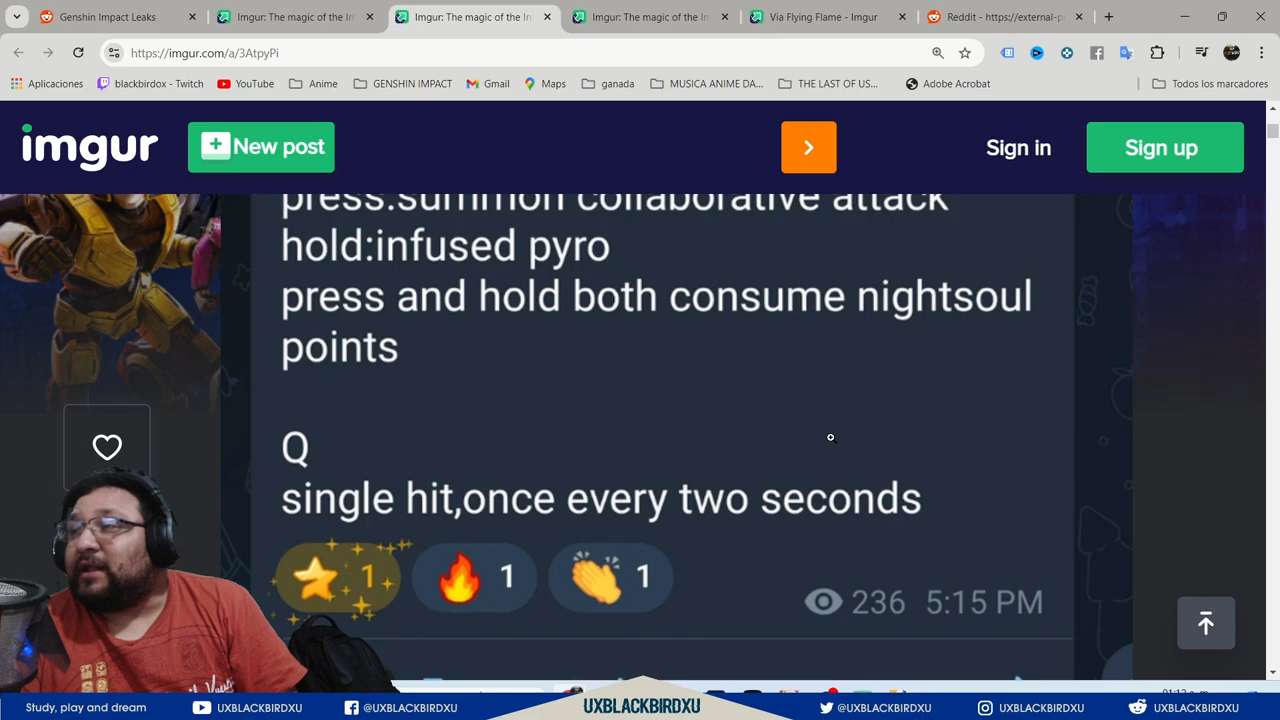 Genshin Impact Leaks
Imgur: The magic of the In
Imgur: The magic of the In
Imgur: The magic of the In
Via Flying Flame - Imgur
Reddit - https://external-p
https://imgur.com/a/3AtpyPi
Aplicaciones
blackbirdox - Twitch
YouTube
Anime
GENSHIN IMPACT
Gmail
Maps
ganada
MUSICA ANIME DA...
THE LAST OF US...
Adobe Acrobat
Todos los marcadores
imgur
New post
Sign in
Sign up
press:summon collaborative attack
hold:infused pyro
press and hold both consume nightsoul
points
Q
single hit,once every two seconds
1
1
1
236 5:15 PM
Study, play and dream
UXBLACKBIRDXU
@UXBLACKBIRDXU
UXBLACKBIRDXU
@UXBLACKBIRDXU
UXBLACKBIRDXU
UXBLACKBIRDXU